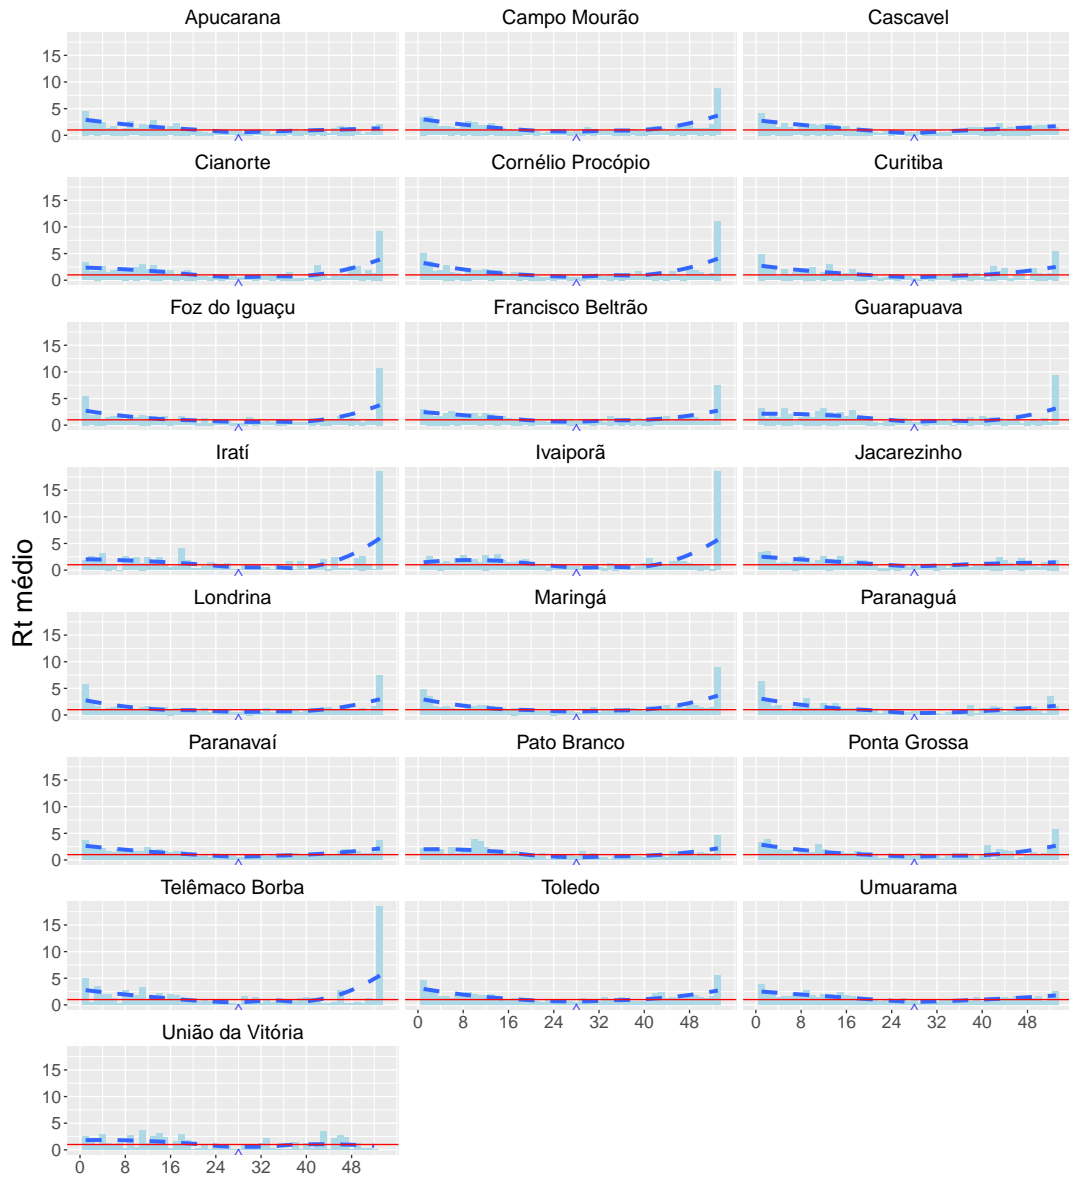 Apucarana Campo Mourão Cascavel
15
10
5
0
Cianorte Cornélio Procópio Curitiba
15
10
5
0
Foz do Iguaçu Francisco Beltrão Guarapuava
15
10
5
0
Iratí Ivaiporã Jacarezinho
15
10
5
0
Rt médio
Londrina Maringá Paranaguá
15
10
5
0
Paranavaí Pato Branco Ponta Grossa
15
10
5
0
Telêmaco Borba Toledo Umuarama
15
10
5
0
0 8 16 24 32 40 48 0 8 16 24 32 40 48
União da Vitória
15
10
5
0
0 8 16 24 32 40 48